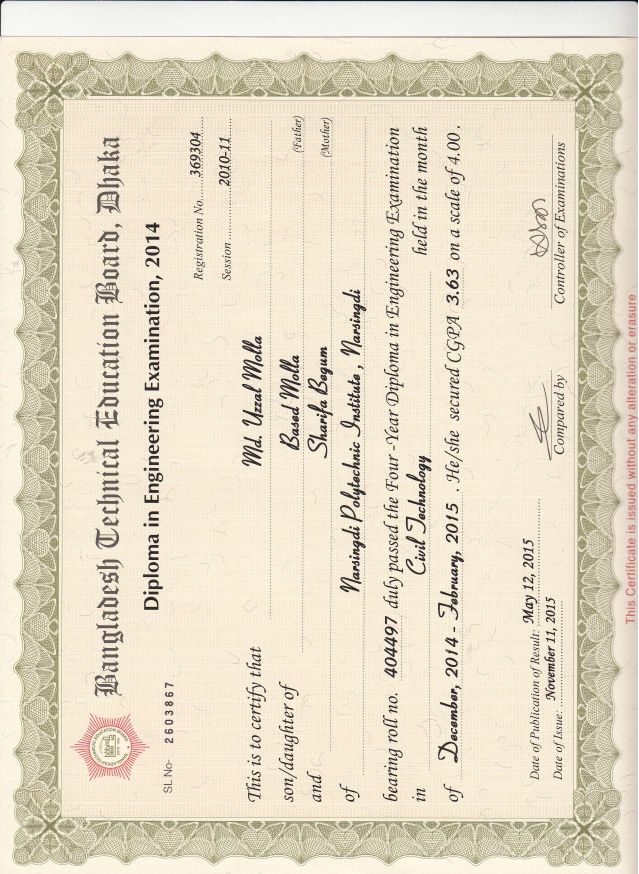 Bangladesh Technical Education Board, Dhaka
Diploma in Engineering Examination, 2014
SL No- 2603867
Registration No. 369304
Session 2010-11
This is to certify that Md. Uzzal Molla
son/daughter of Based Molla (Father)
and Sharifa Begum (Mother)
of Narsingdi Polytechnic Institute , Narsingdi
bearing roll no. 404497 duly passed the Four -Year Diploma in Engineering Examination
in Civil Technology held in the month
of December, 2014 - February, 2015 . He/she secured CGPA 3.63 on a scale of 4.00 .
Date of Publication of Result: May 12, 2015
Date of Issue: November 11, 2015
Compared by
Controller of Examinations
This Certificate is issued without any alteration or erasure